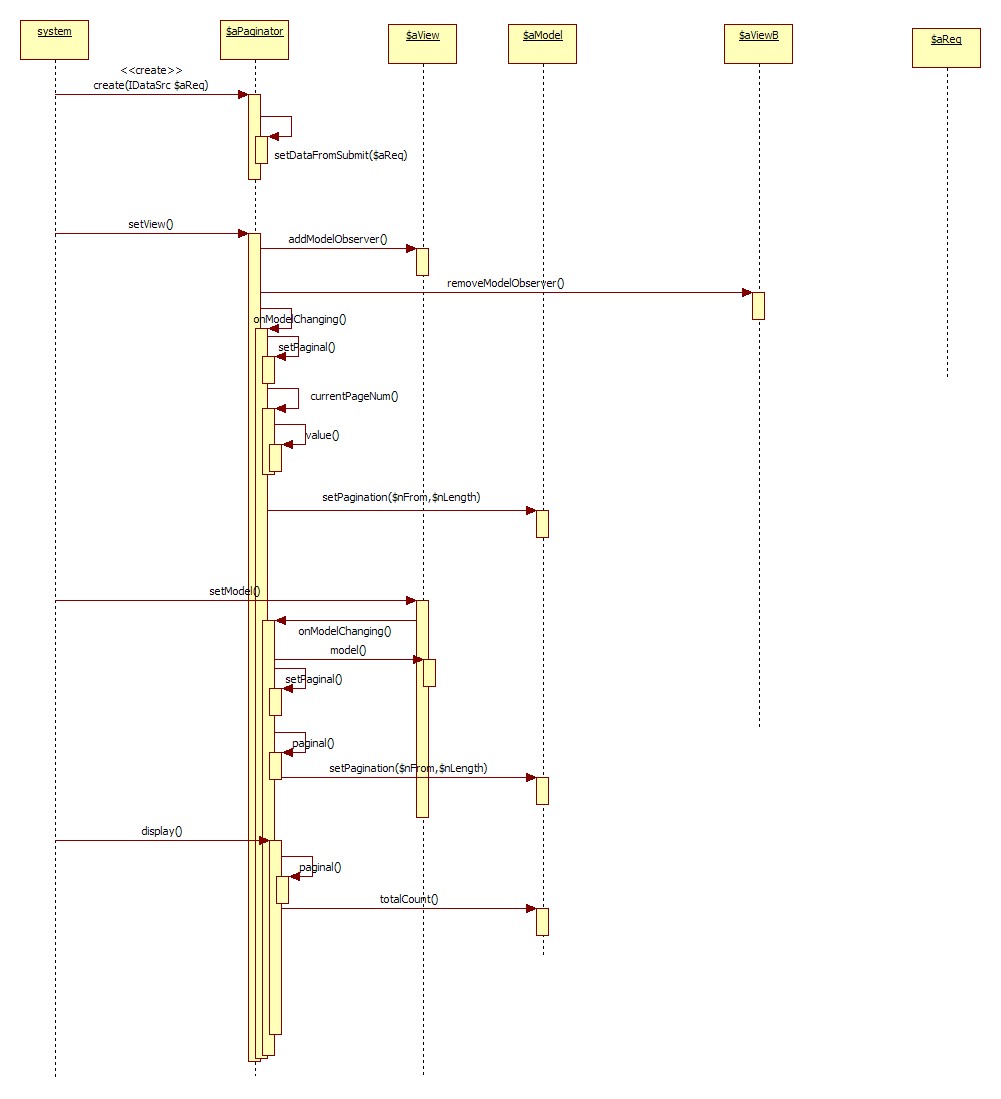 system
$aPaginator
$aView
$aModel
$aViewB
$aReq
<<create>>
create(IDataSrc $aReq)
setDataFromSubmit($aReq)
setView()
addModelObserver()
removeModelObserver()
onModelChanging()
setPaginal()
currentPageNum()
value()
setPagination($nFrom,$nLength)
setModel()
onModelChanging()
model()
setPaginal()
paginal()
setPagination($nFrom,$nLength)
display()
paginal()
totalCount()